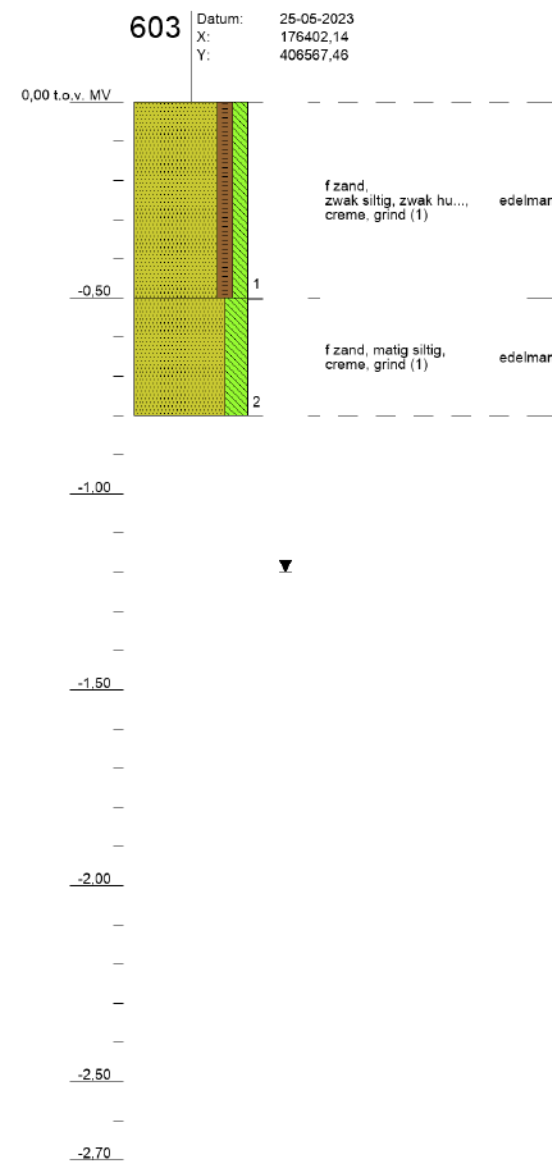 603
Datum: 25-05-2023
X: 176402,14
Y: 406567,46
0,00 t.o.v. MV
f zand,
zwak siltig, zwak hu..., edelmar
creme, grind (1)
1
-0,50
f zand, matig siltig,
creme, grind (1) edelmar
2
-1,00
-1,50
-2,00
-2,50
-2,70